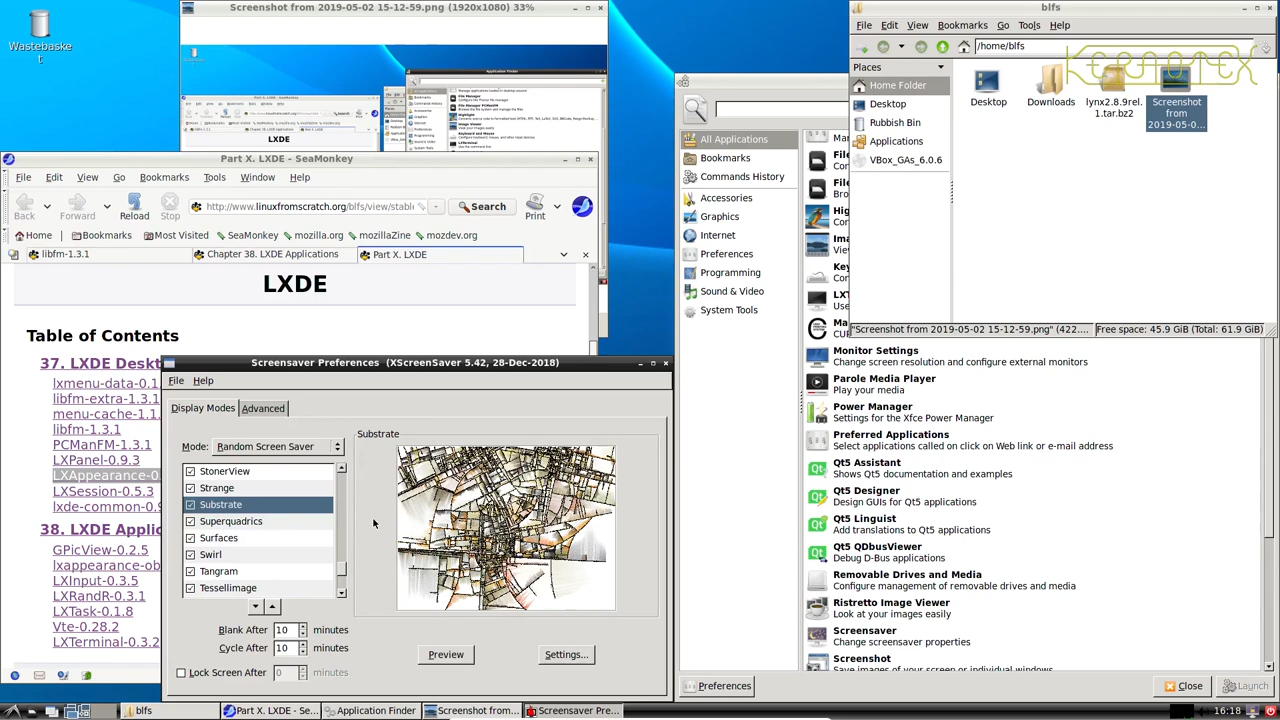 Wastebaske
t
Screenshot from 2019-05-02 15-12-59.png (1920x1080) 33%
LXDE
Part X. LXDE - SeaMonkey
File Edit View Go Bookmarks Tools Window Help
Back Forward Reload Stop
http://www.linuxfromscratch.org/blfs/view/stabl
Search Print
Home Most Visited SeaMonkey mozilla.org mozillaZine mozdev.org
libfm-1.3.1 Chapter 38. LXDE Applications Part X. LXDE
LXDE
Table of Contents
37. LXDE Deskt
lxmenu-data-0.1
libfm-extra-1.3.1
menu-cache-1.1.
libfm-1.3.1
PCManFM-1.3.1
LXPanel-0.9.3
LXAppearance-0
LXSession-0.5.3
lxde-common-0.9
38. LXDE Applic
GPicView-0.2.5
lxappearance-ob
LXInput-0.3.5
LXRandR-0.3.1
LXTask-0.1.8
Vte-0.28.2
LXTerminal-0.3.2
Screensaver Preferences (XScreenSaver 5.42, 28-Dec-2018)
File Help
Display Modes Advanced
Mode: Random Screen Saver
StonerView
Strange
Substrate
Superquadrics
Surfaces
Swirl
Tangram
Tessellimage
Blank After 10 minutes
Cycle After 10 minutes
Lock Screen After 0 minutes
Substrate
Preview Settings...
All Applications
Bookmarks
Commands History
Accessories
Graphics
Internet
Preferences
Programming
Sound & Video
System Tools
Monitor Settings
Change screen resolution and configure external monitors
Parole Media Player
Play your media
Power Manager
Settings for the Xfce Power Manager
Preferred Applications
Select applications called on click on Web link or e-mail address
Qt5 Assistant
Shows Qt5 documentation and examples
Qt5 Designer
Design GUIs for Qt5 applications
Qt5 Linguist
Add translations to Qt5 applications
Qt5 QDbusViewer
Debug D-Bus applications
Removable Drives and Media
Configure management of removable drives and media
Ristretto Image Viewer
Look at your images easily
Screensaver
Change screensaver properties
Screenshot
Save images of your screen or individual windows
Preferences Close Launch
blfs
File Edit View Bookmarks Go Tools Help
/home/blfs
Places
Home Folder
Desktop
Rubbish Bin
Applications
VBox_GAs_6.0.6
Desktop
Downloads
lynx2.8.9rel.
1.tar.bz2
Screenshot
from
2019-05-0...
"Screenshot from 2019-05-02 15-12-59.png" (422.... Free space: 45.9 GiB (Total: 61.9 GiB)
blfs Part X. LXDE - Se... Application Finder Screenshot from... Screensaver Pre... 16:18